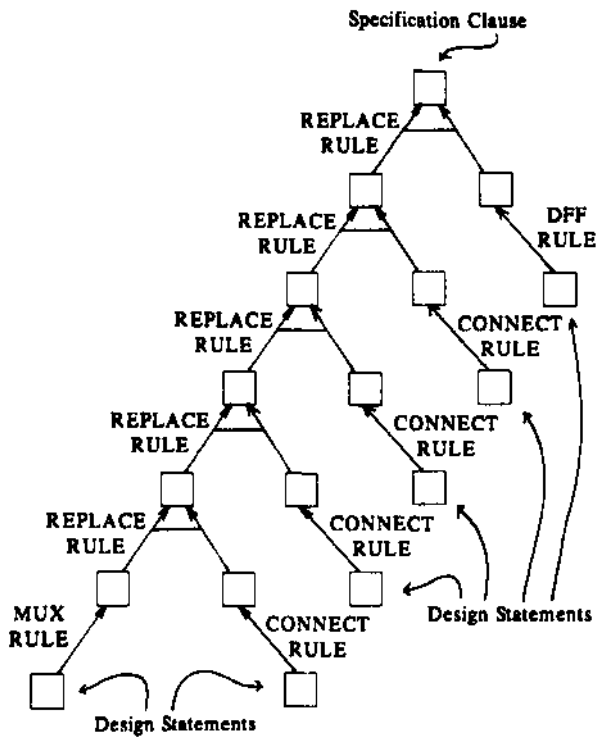 Specification Clause
REPLACE
RULE
REPLACE
RULE
DFF
RULE
REPLACE
RULE
CONNECT
RULE
REPLACE
RULE
CONNECT
RULE
REPLACE
RULE
CONNECT
RULE
MUX
RULE
CONNECT
RULE
Design Statements
Design Statements